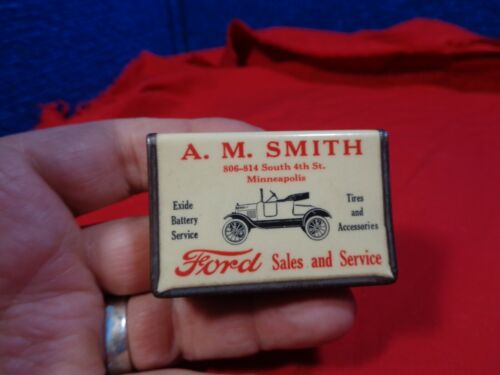 A. M. SMITH
806-814 South 4th St.
Minneapolis
Exide
Battery
Service
Tires
and
Accessories
Ford Sales and Service